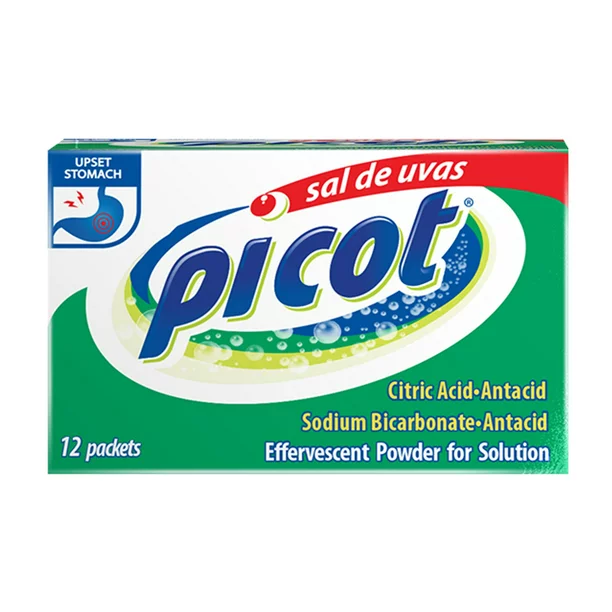 UPSET
STOMACH
sal de uvas
picot®
Citric Acid•Antacid
Sodium Bicarbonate•Antacid
12 packets
Effervescent Powder for Solution